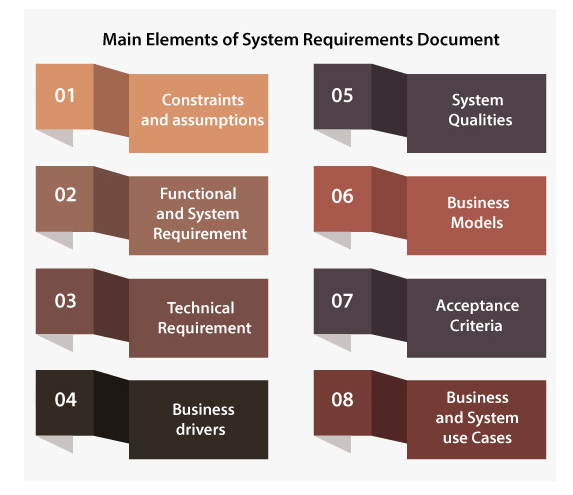 Main Elements of System Requirements Document
01
Constraints
and assumptions
02
Functional
and System
Requirement
03
Technical
Requirement
04
Business
drivers
05
System
Qualities
06
Business
Models
07
Acceptance
Criteria
08
Business
and System
use Cases